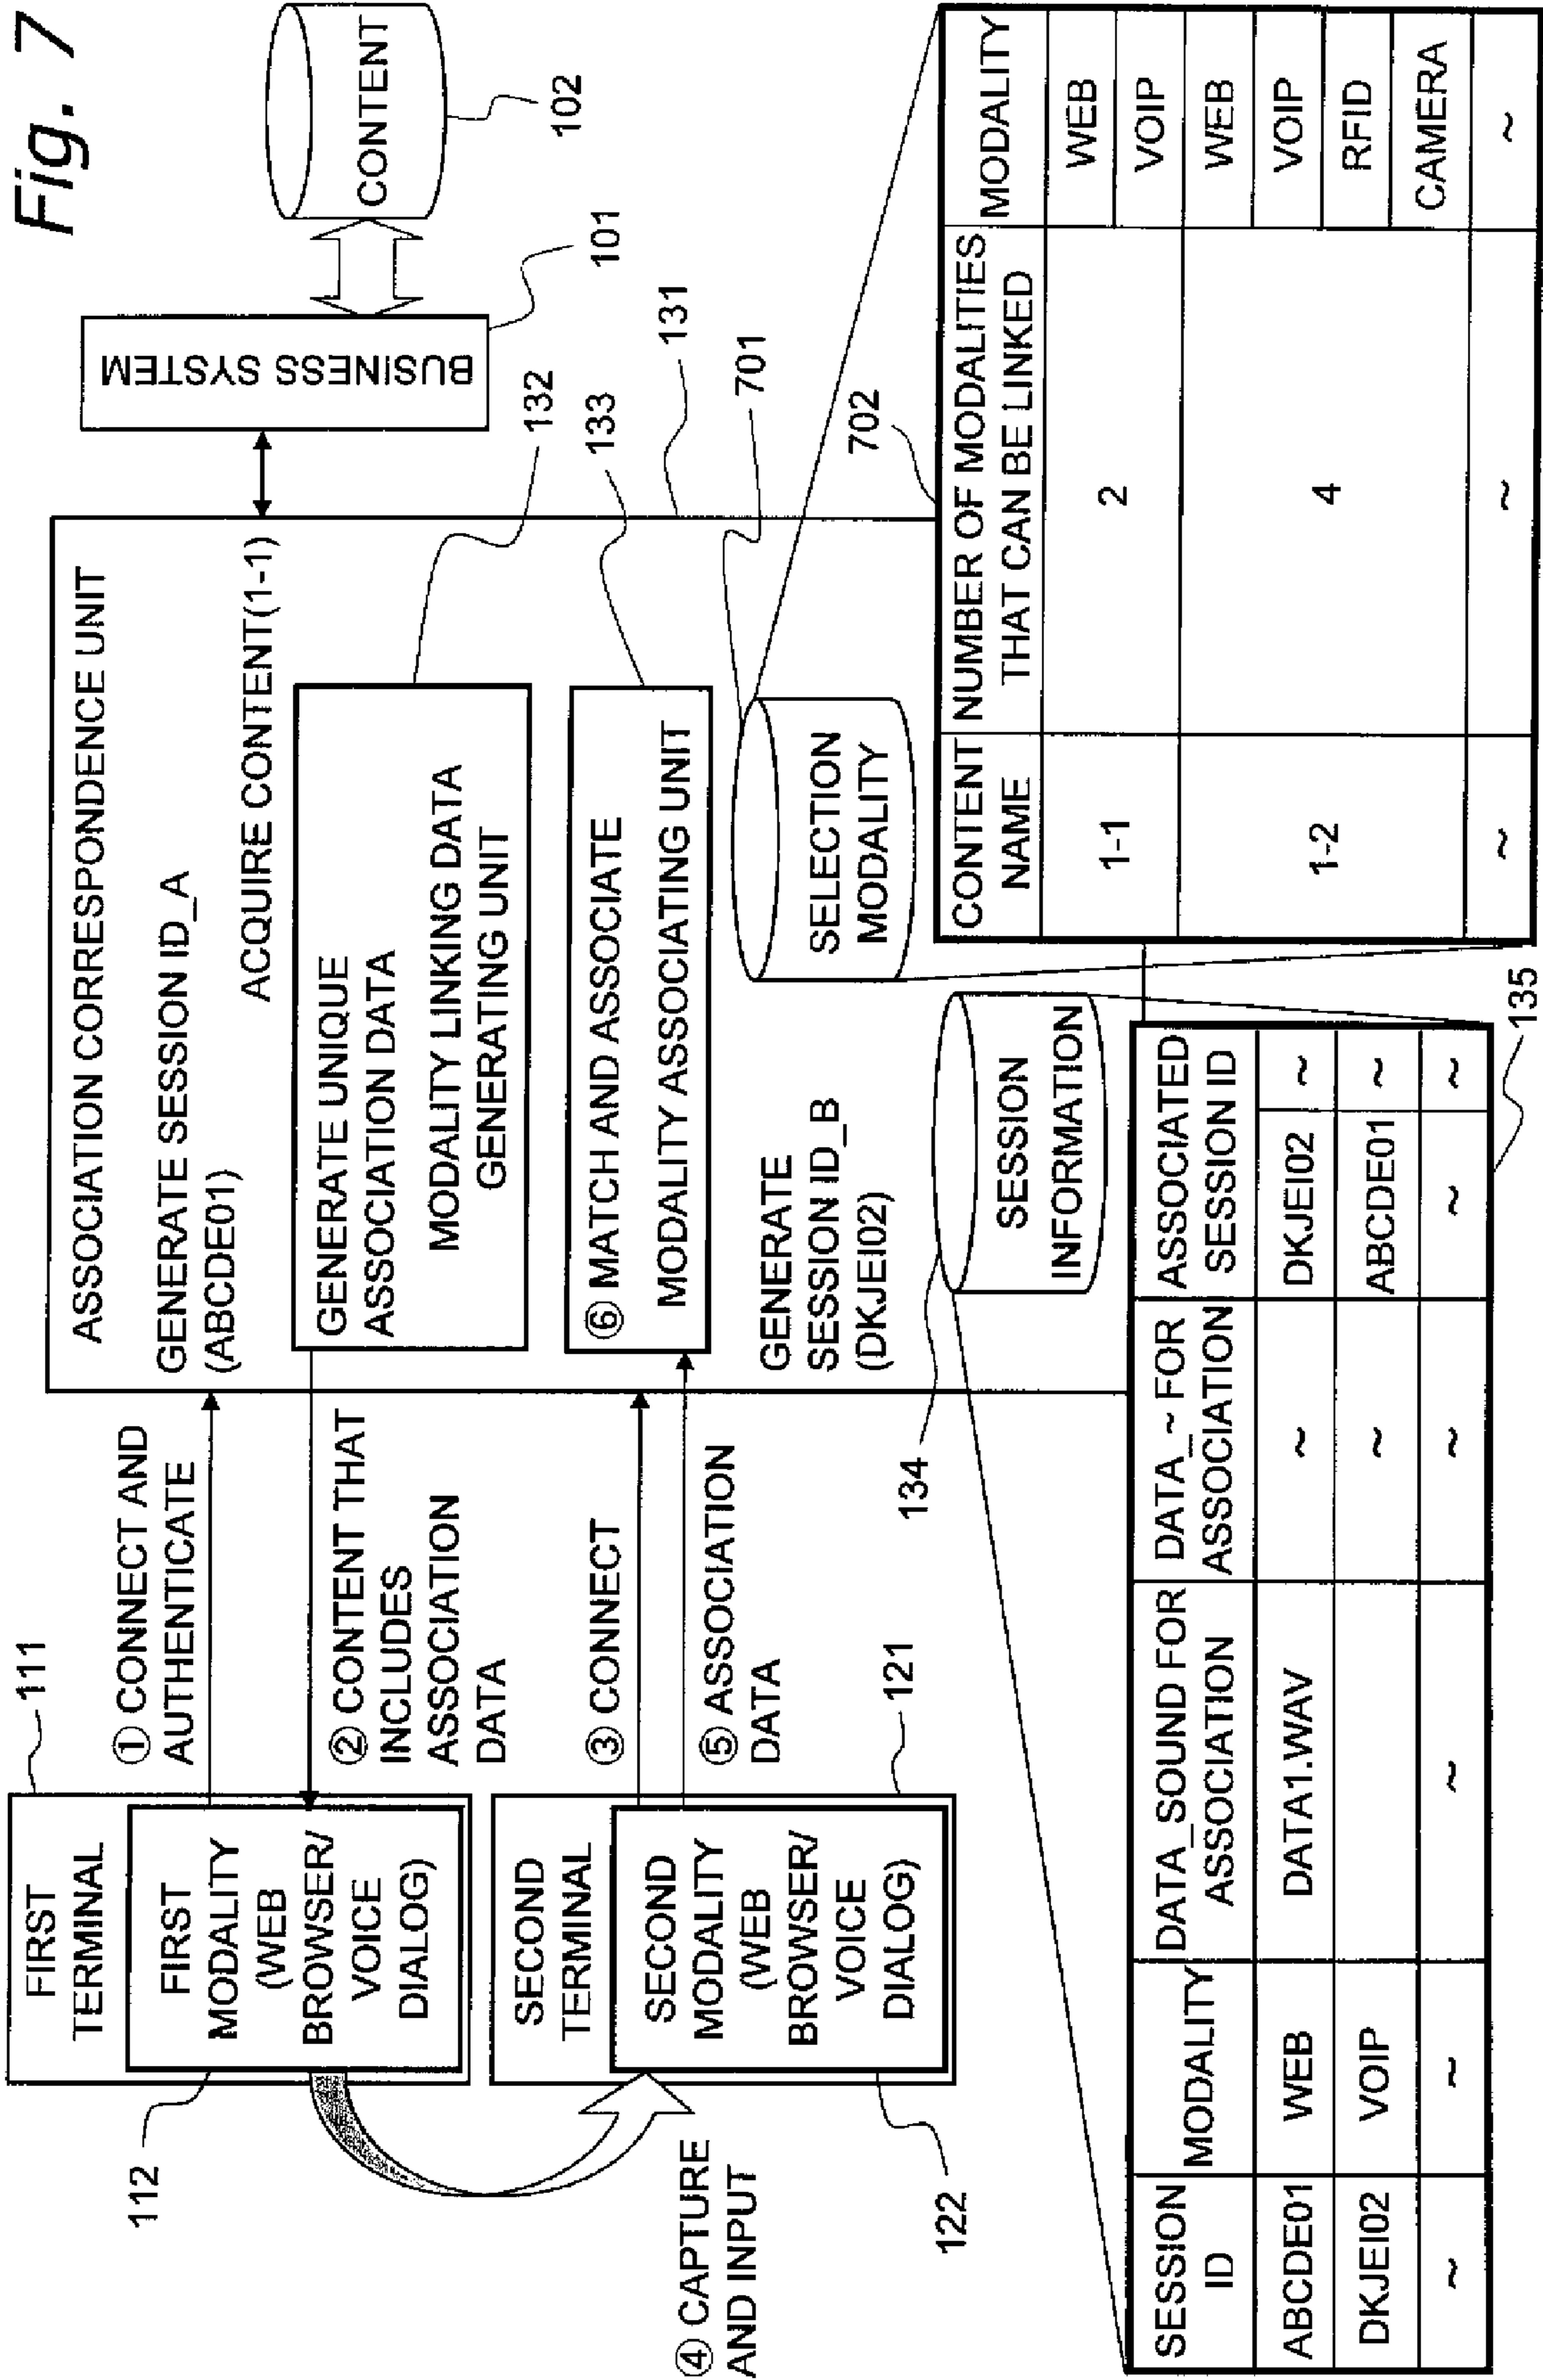 Fig. 7
FIRST
TERMINAL
111
FIRST
MODALITY
(WEB
BROWSER/
VOICE
DIALOG)
112
① CONNECT AND
AUTHENTICATE
② CONTENT THAT
INCLUDES
ASSOCIATION
DATA
SECOND
TERMINAL
121
SECOND
MODALITY
(WEB
BROWSER/
VOICE
DIALOG)
122
③ CONNECT
④ CAPTURE
AND INPUT
⑤ ASSOCIATION
DATA
ASSOCIATION CORRESPONDENCE UNIT
131
GENERATE SESSION ID_A
(ABCDE01)
ACQUIRE CONTENT(1-1)
GENERATE UNIQUE
ASSOCIATION DATA
MODALITY LINKING DATA
GENERATING UNIT
132
⑥ MATCH AND ASSOCIATE
MODALITY ASSOCIATING UNIT
133
GENERATE
SESSION ID_B
(DKJEI02)
SESSION
INFORMATION
134
SELECTION
MODALITY
701
BUSINESS SYSTEM
101
CONTENT
102
702
CONTENT
NAME
NUMBER OF MODALITIES
THAT CAN BE LINKED
MODALITY
1-1
2
WEB
VOIP
1-2
4
WEB
VOIP
RFID
CAMERA
~
~
~
135
SESSION
ID
MODALITY
DATA_SOUND FOR
ASSOCIATION
DATA_~ FOR
ASSOCIATION
ASSOCIATED
SESSION ID
ABCDE01
WEB
DATA1.WAV
~
DKJEI02
~
DKJEI02
VOIP
~
ABCDE01
~
~
~
~
~
~
~